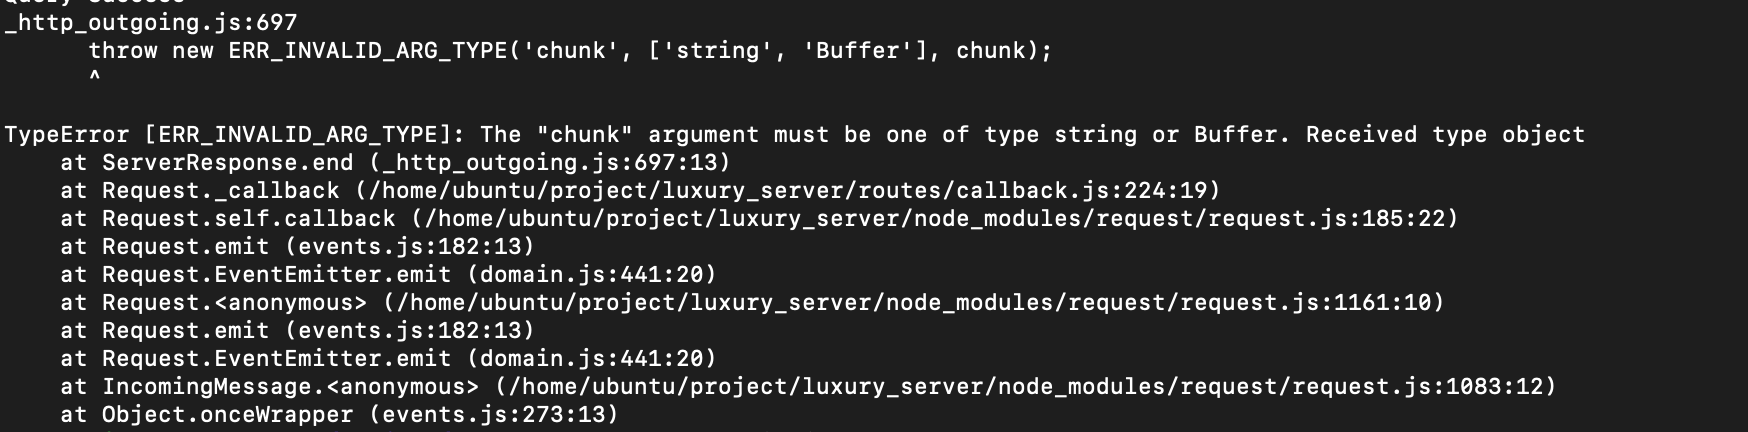 Query Success
_http_outgoing.js:697
      throw new ERR_INVALID_ARG_TYPE('chunk', ['string', 'Buffer'], chunk);
      ^

TypeError [ERR_INVALID_ARG_TYPE]: The "chunk" argument must be one of type string or Buffer. Received type object
    at ServerResponse.end (_http_outgoing.js:697:13)
    at Request._callback (/home/ubuntu/project/luxury_server/routes/callback.js:224:19)
    at Request.self.callback (/home/ubuntu/project/luxury_server/node_modules/request/request.js:185:22)
    at Request.emit (events.js:182:13)
    at Request.EventEmitter.emit (domain.js:441:20)
    at Request.<anonymous> (/home/ubuntu/project/luxury_server/node_modules/request/request.js:1161:10)
    at Request.emit (events.js:182:13)
    at Request.EventEmitter.emit (domain.js:441:20)
    at IncomingMessage.<anonymous> (/home/ubuntu/project/luxury_server/node_modules/request/request.js:1083:12)
    at Object.onceWrapper (events.js:273:13)